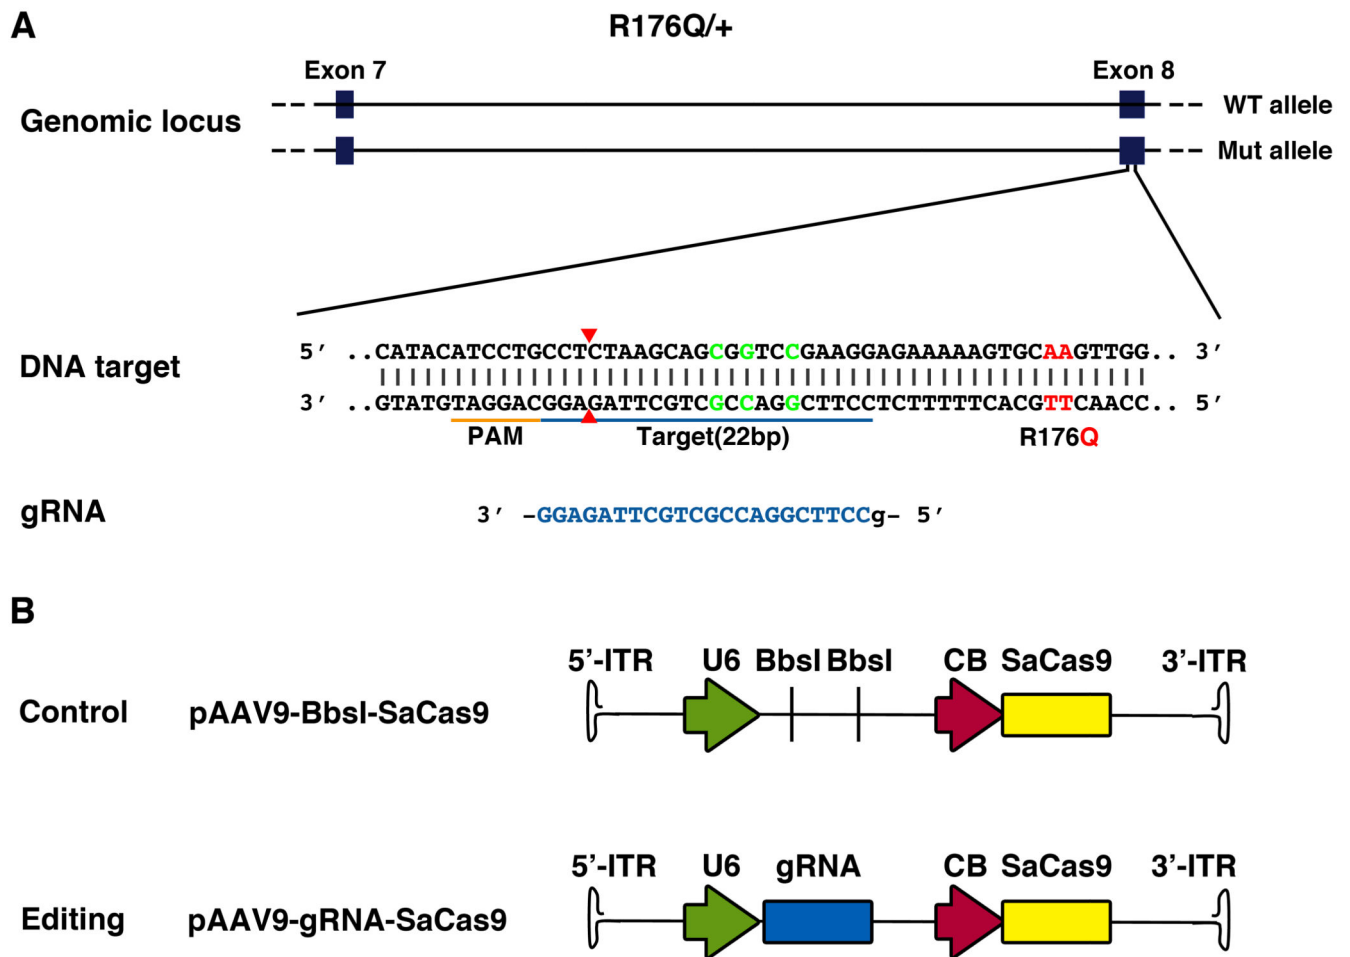 A
R176Q/+
Exon 7 Exon 8
Genomic locus
WT allele
Mut allele
DNA target
5′ ..CATACATCCTGCCTCTAAGCAGCGGTCCGAAGGAGAAAAAGTGCAAGTTGG.. 3′
3′ ..GTATGTAGGACGGAGATTCGTCGCCAGGCTTCCTCTTTTTCACGTTCAACC.. 5′
PAM Target(22bp) R176Q
gRNA 3′ –GGAGATTCGTCGCCAGGCTTCCg– 5′
B
5’-ITR U6 BbsI BbsI CB SaCas9 3’-ITR
Control pAAV9-BbsI-SaCas9
5’-ITR U6 gRNA CB SaCas9 3’-ITR
Editing pAAV9-gRNA-SaCas9